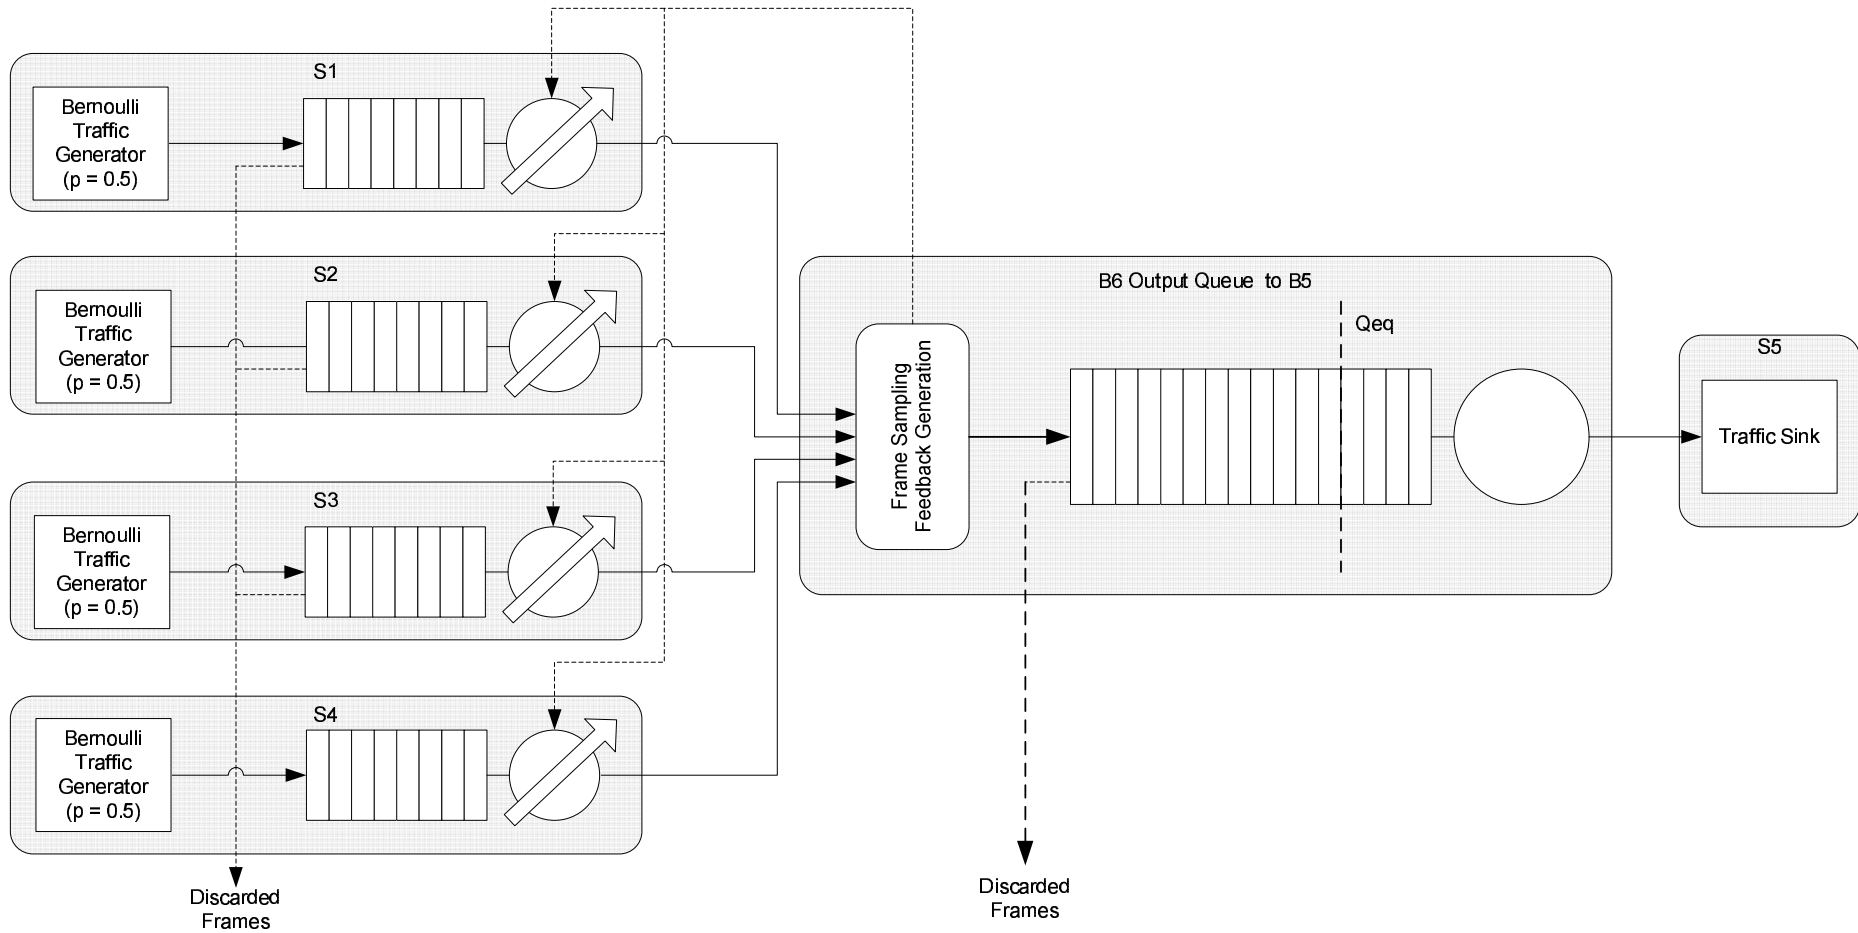 S1
Bernoulli
Traffic
Generator
(p = 0.5)
S2
Bernoulli
Traffic
Generator
(p = 0.5)
S3
Bernoulli
Traffic
Generator
(p = 0.5)
S4
Bernoulli
Traffic
Generator
(p = 0.5)
Discarded
Frames
B6 Output Queue to B5
Qeq
Frame Sampling
Feedback Generation
Discarded
Frames
S5
Traffic Sink